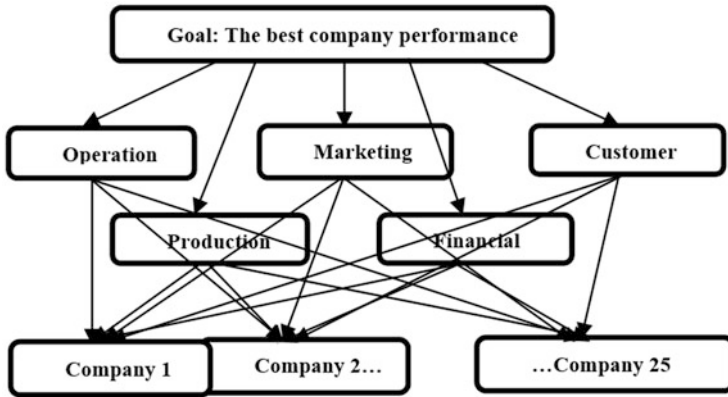 Goal: The best company performance
Operation
Marketing
Customer
Production
Financial
Company 1
Company 2…
…Company 25